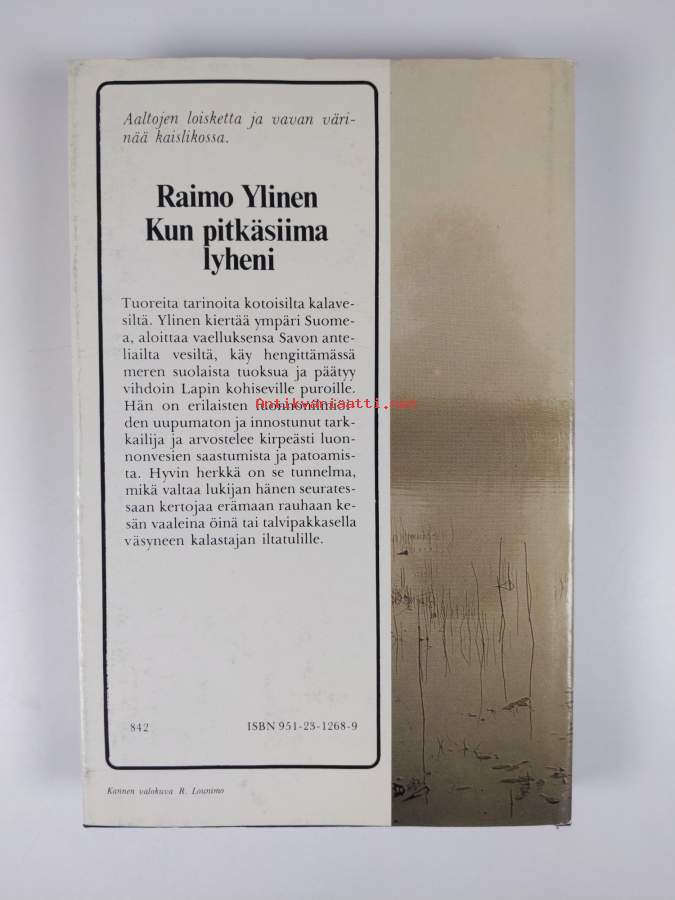 Aaltojen loisketta ja vavan väri-
nää kaislikossa.
Raimo Ylinen
Kun pitkäsiima
lyheni
Tuoreita tarinoita kotoisilta kalave-
siltä. Ylinen kiertää ympäri Suome-
a, aloittaa vaelluksensa Savon ante-
liailta vesiltä, käy hengittämässä
meren suolaista tuoksua ja päätyy
vihdoin Lapin kohiseville puroille.
Hän on erilaisten
Antikvariaatti.net
den uupumaton ja innostunut tark-
kailija ja arvostelee kirpeästi luon-
nonvesien saastumista ja patoamis-
ta. Hyvin herkkä on se tunnelma,
mikä valtaa lukijan hänen seurates-
saan kertojaa erämaan rauhaan ke-
sän vaaleina öinä tai talvipakkasella
väsyneen kalastajan iltatulille.
842 ISBN 951-23-1268-9
Kannen valokuva R. Lounimo